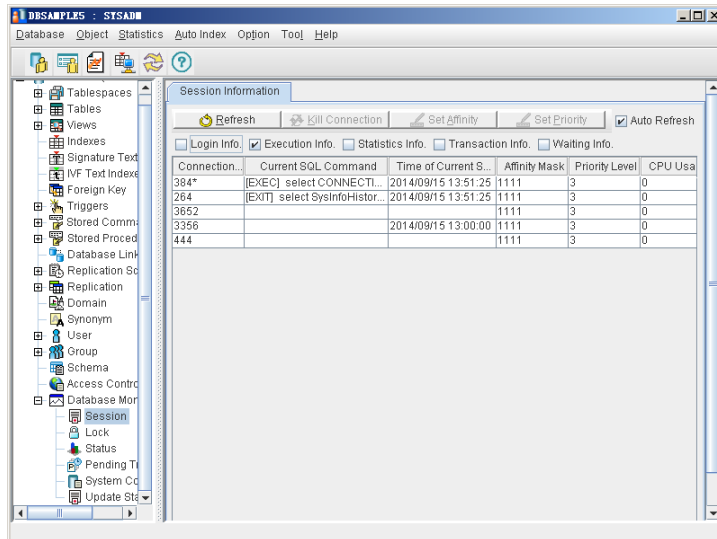 DBSAMPLE5 : SYSADM
Database Object Statistics Auto Index Option Tool Help
Session Information
Refresh Kill Connection Set Affinity Set Priority Auto Refresh
Login Info. Execution Info. Statistics Info. Transaction Info. Waiting Info.
Connection... Current SQL Command Time of Current S... Affinity Mask Priority Level CPU Usa
384* [EXEC] select CONNECTI... 2014/09/15 13:51:25 1111 3 0
264 [EXIT] select SysInfoHistor... 2014/09/15 13:51:25 1111 3 0
3652 1111 3 0
3356 2014/09/15 13:00:00 1111 3 0
444 1111 3 0
Tablespaces
Tables
Views
Indexes
Signature Text
IVF Text Indexe
Foreign Key
Triggers
Stored Comma
Stored Proced
Database Link
Replication Sc
Replication
Domain
Synonym
User
Group
Schema
Access Contro
Database Mon
Session
Lock
Status
Pending Tr
System Co
Update Sta